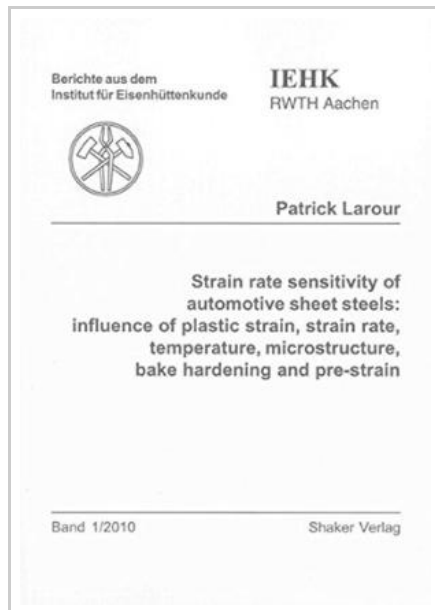 Berichte aus dem
Institut für Eisenhüttenkunde
IEHK
RWTH Aachen
Patrick Larour
Strain rate sensitivity of
automotive sheet steels:
influence of plastic strain, strain rate,
temperature, microstructure,
bake hardening and pre-strain
Band 1/2010
Shaker Verlag